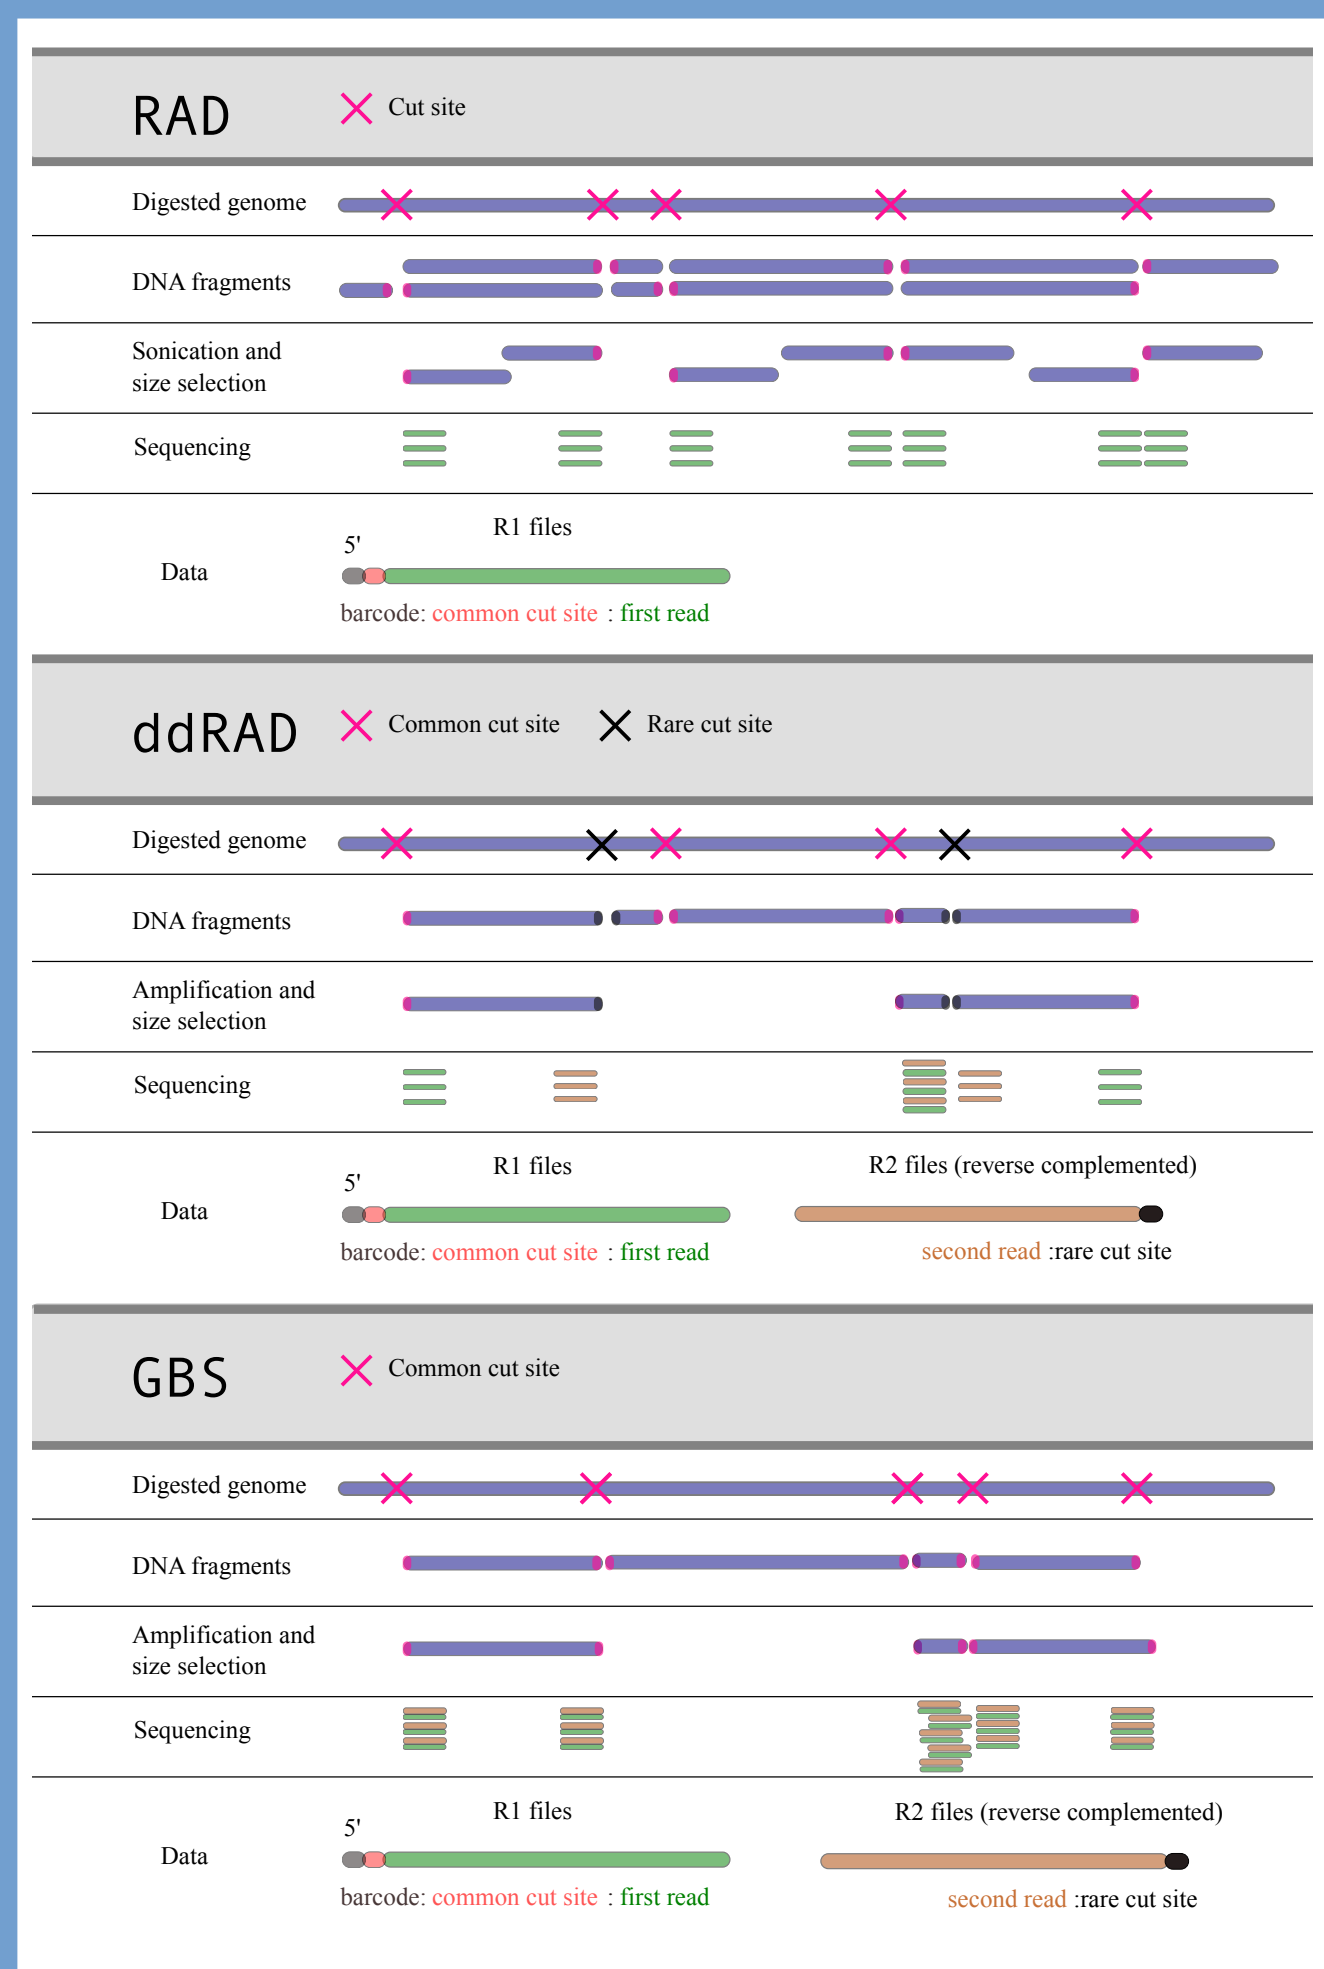 RAD
Cut site
Digested genome
DNA fragments
Sonication and
size selection
Sequencing
R1 files
5'
Data
barcode: common cut site : first read
ddRAD
Common cut site
Rare cut site
Digested genome
DNA fragments
Amplification and
size selection
Sequencing
R1 files
R2 files (reverse complemented)
5'
Data
barcode: common cut site : first read
second read :rare cut site
GBS
Common cut site
Digested genome
DNA fragments
Amplification and
size selection
Sequencing
R1 files
R2 files (reverse complemented)
5'
Data
barcode: common cut site : first read
second read :rare cut site